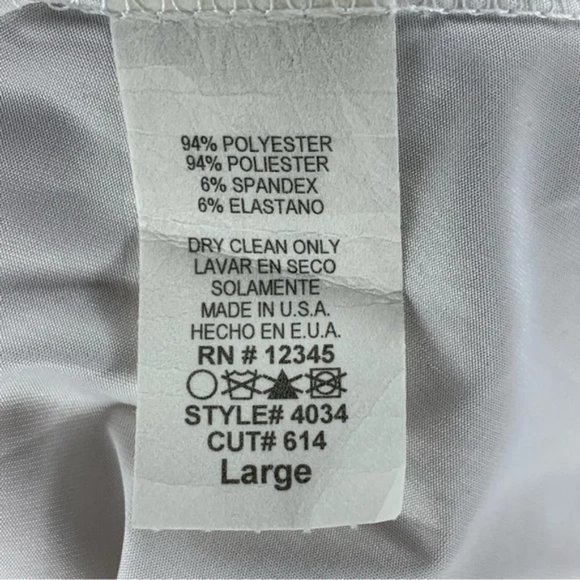 94% POLYESTER
94% POLIESTER
6% SPANDEX
6% ELASTANO
DRY CLEAN ONLY
LAVAR EN SECO
SOLAMENTE
MADE IN U.S.A.
HECHO EN E.U.A.
RN # 12345
STYLE# 4034
CUT# 614
Large